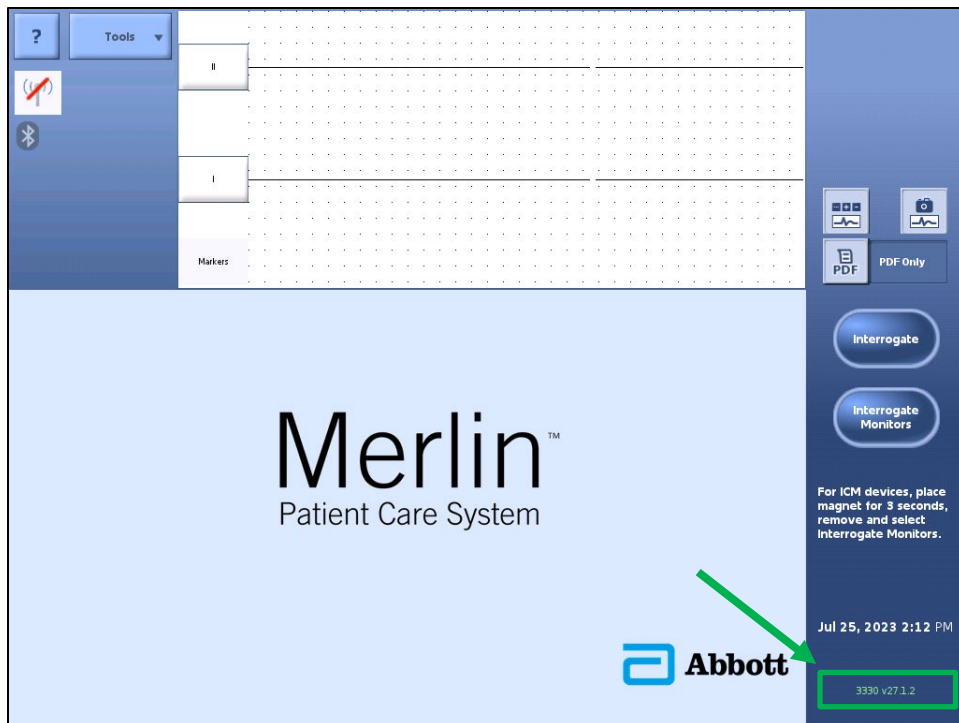 ?
Tools
II
I
Markers
PDF
PDF Only
Interrogate
Interrogate
Monitors
For ICM devices, place
magnet for 3 seconds,
remove and select
Interrogate Monitors.
Merlin™
Patient Care System
Jul 25, 2023 2:12 PM
Abbott
3330 v27.1.2